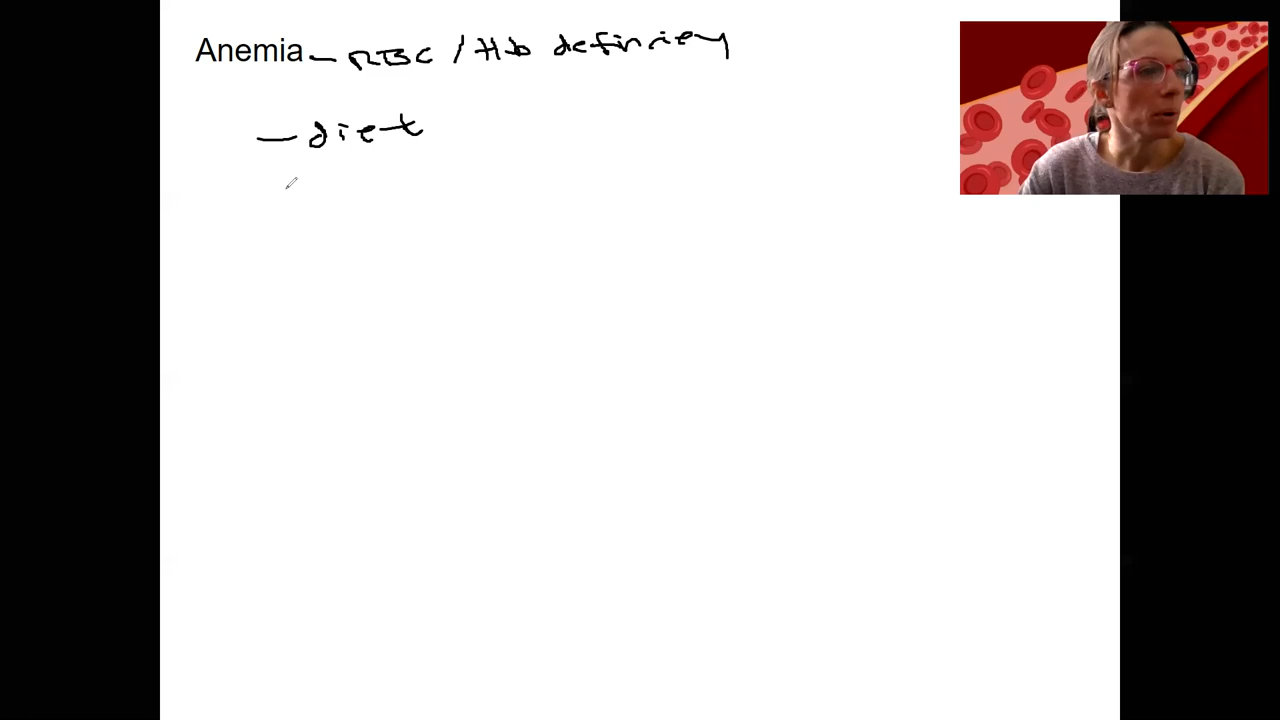 Anemia - RBC / Hb deficiency
- diet